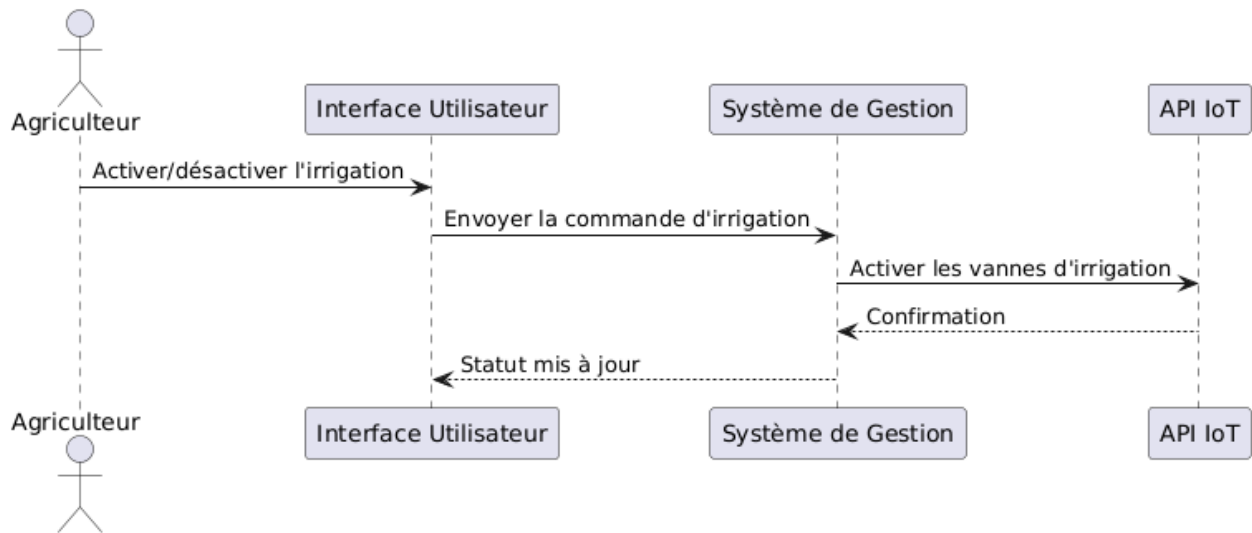 Agriculteur
Interface Utilisateur
Système de Gestion
API IoT
Activer/désactiver l'irrigation
Envoyer la commande d'irrigation
Activer les vannes d'irrigation
Confirmation
Statut mis à jour
Agriculteur
Interface Utilisateur
Système de Gestion
API IoT